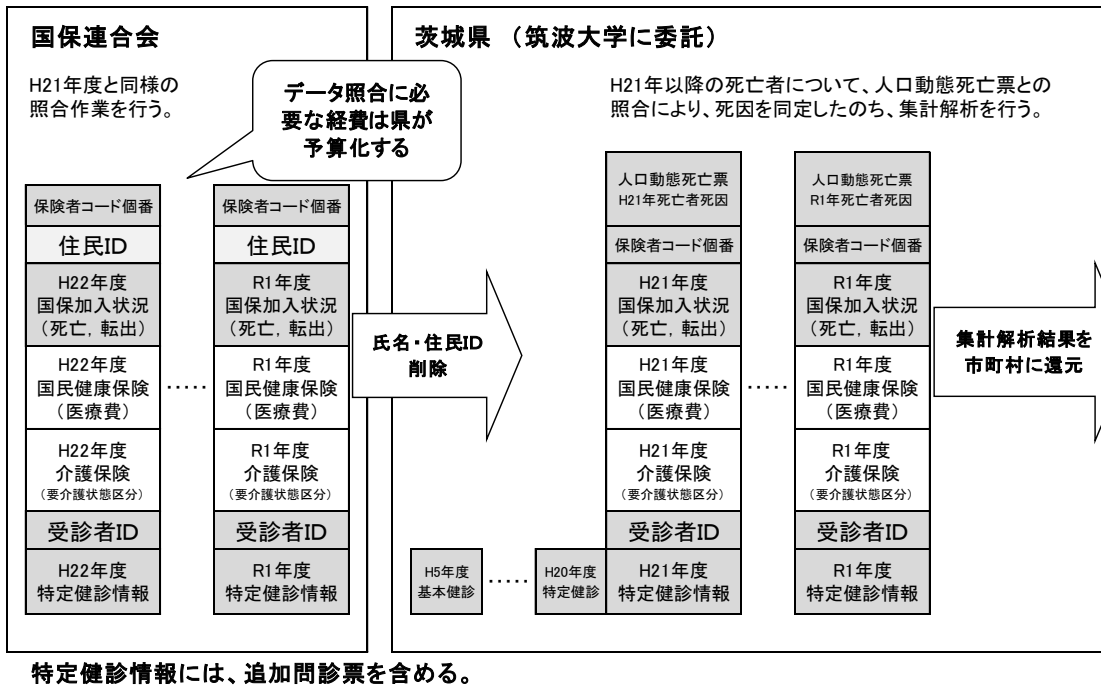 国保連合会
H21年度と同様の
照合作業を行う。
データ照合に必
要な経費は県が
予算化する
保険者コード個番
住民ID
H22年度
国保加入状況
(死亡, 転出)
H22年度
国民健康保険
(医療費)
H22年度
介護保険
(要介護状態区分)
受診者ID
H22年度
特定健診情報
‥‥‥
保険者コード個番
住民ID
R1年度
国保加入状況
(死亡, 転出)
R1年度
国民健康保険
(医療費)
R1年度
介護保険
(要介護状態区分)
受診者ID
R1年度
特定健診情報
氏名・住民ID
削除
茨城県 (筑波大学に委託)
H21年以降の死亡者について、人口動態死亡票との
照合により、死因を同定したのち、集計解析を行う。
H5年度
基本健診
‥‥‥
H20年度
特定健診
人口動態死亡票
H21年死亡者死因
保険者コード個番
H21年度
国保加入状況
(死亡, 転出)
H21年度
国民健康保険
(医療費)
H21年度
介護保険
(要介護状態区分)
受診者ID
H21年度
特定健診情報
‥‥‥
人口動態死亡票
R1年死亡者死因
保険者コード個番
R1年度
国保加入状況
(死亡, 転出)
R1年度
国民健康保険
(医療費)
R1年度
介護保険
(要介護状態区分)
受診者ID
R1年度
特定健診情報
集計解析結果を
市町村に還元
特定健診情報には、追加問診票を含める。